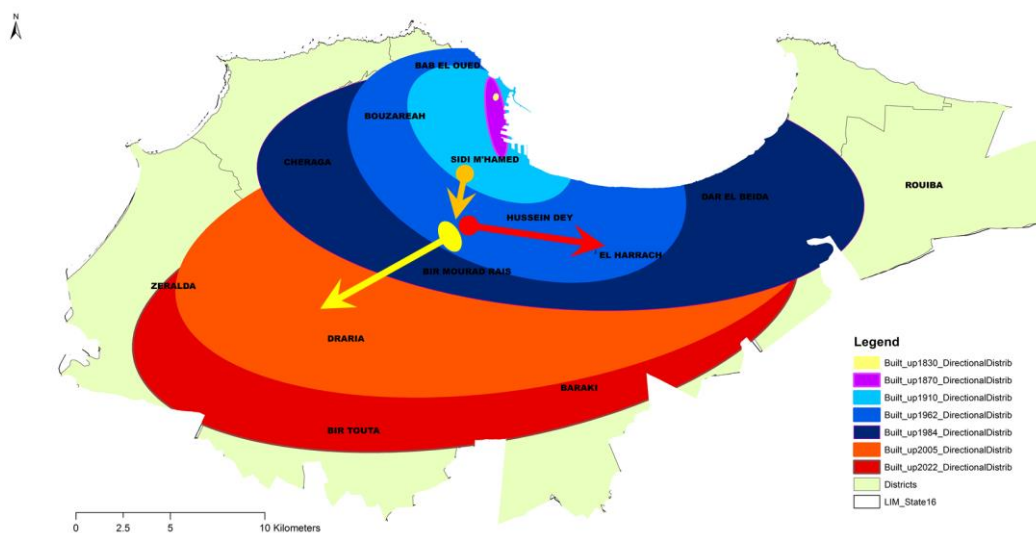 N
BAB EL OUED
BOUZAREAH
CHERAGA
SIDI M'HAMED
DAR EL BEIDA
ROUIBA
HUSSEIN DEY
EL HARRACH
BIR MOURAD RAIS
ZERALDA
DRARIA
BARAKI
BIR TOUTA
Legend
Built_up1830_DirectionalDistrib
Built_up1870_DirectionalDistrib
Built_up1910_DirectionalDistrib
Built_up1962_DirectionalDistrib
Built_up1984_DirectionalDistrib
Built_up2005_DirectionalDistrib
Built_up2022_DirectionalDistrib
Districts
LIM_State16
0 2.5 5 10 Kilometers